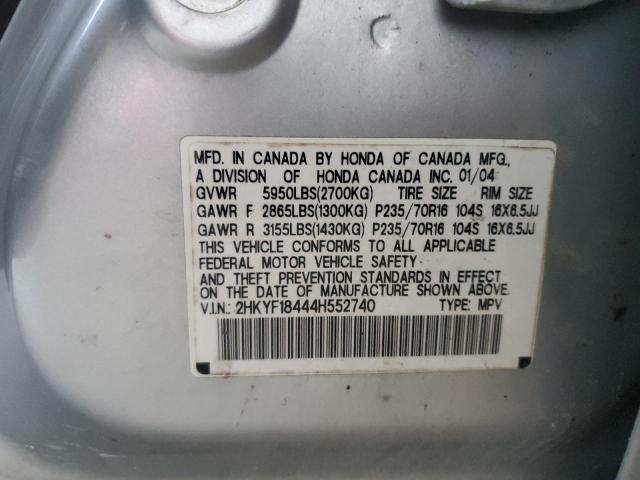 MFD. IN CANADA BY HONDA OF CANADA MFG.,
A DIVISION OF HONDA CANADA INC. 01/04
GVWR 5950LBS(2700KG) TIRE SIZE RIM SIZE
GAWR F 2865LBS(1300KG) P235/70R16 104S 16X6.5JJ
GAWR R 3155LBS(1430KG) P235/70R16 104S 16X6.5JJ
THIS VEHICLE CONFORMS TO ALL APPLICABLE
FEDERAL MOTOR VEHICLE SAFETY
AND THEFT PREVENTION STANDARDS IN EFFECT
ON THE DATE OF MANUFACTURE SHOWN ABOVE.
V.I.N.: 2HKYF18444H552740 TYPE: MPV